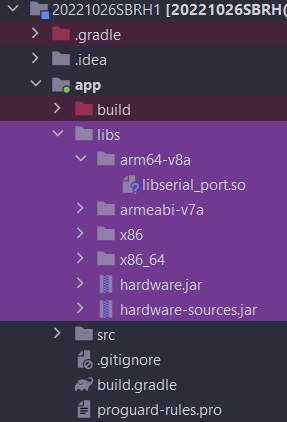 20221026SBRH1 [20221026SBRH(
.gradle
.idea
app
build
libs
arm64-v8a
libserial_port.so
armeabi-v7a
x86
x86_64
hardware.jar
hardware-sources.jar
src
.gitignore
build.gradle
proguard-rules.pro